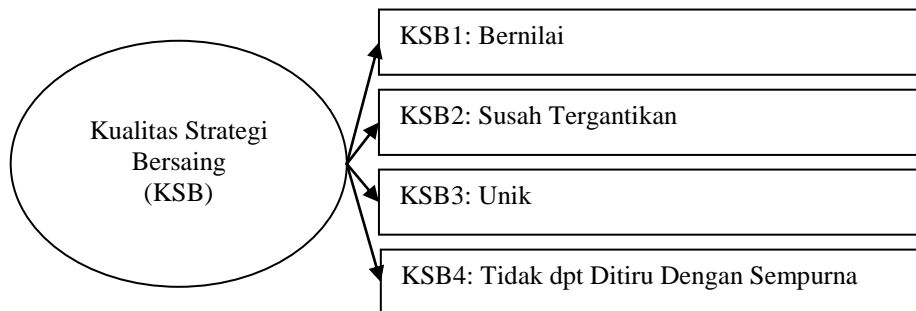 Kualitas Strategi
Bersaing
(KSB)
KSB1: Bernilai
KSB2: Susah Tergantikan
KSB3: Unik
KSB4: Tidak dpt Ditiru Dengan Sempurna